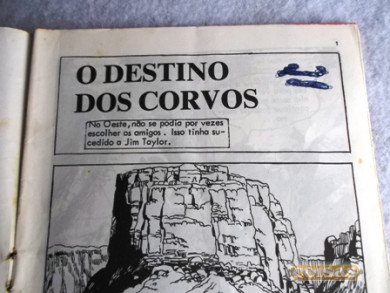 1
O DESTINO
DOS CORVOS
No Oeste, não se podia por vezes
escolher os amigos. Isso tinha su-
cedido a Jim Taylor.